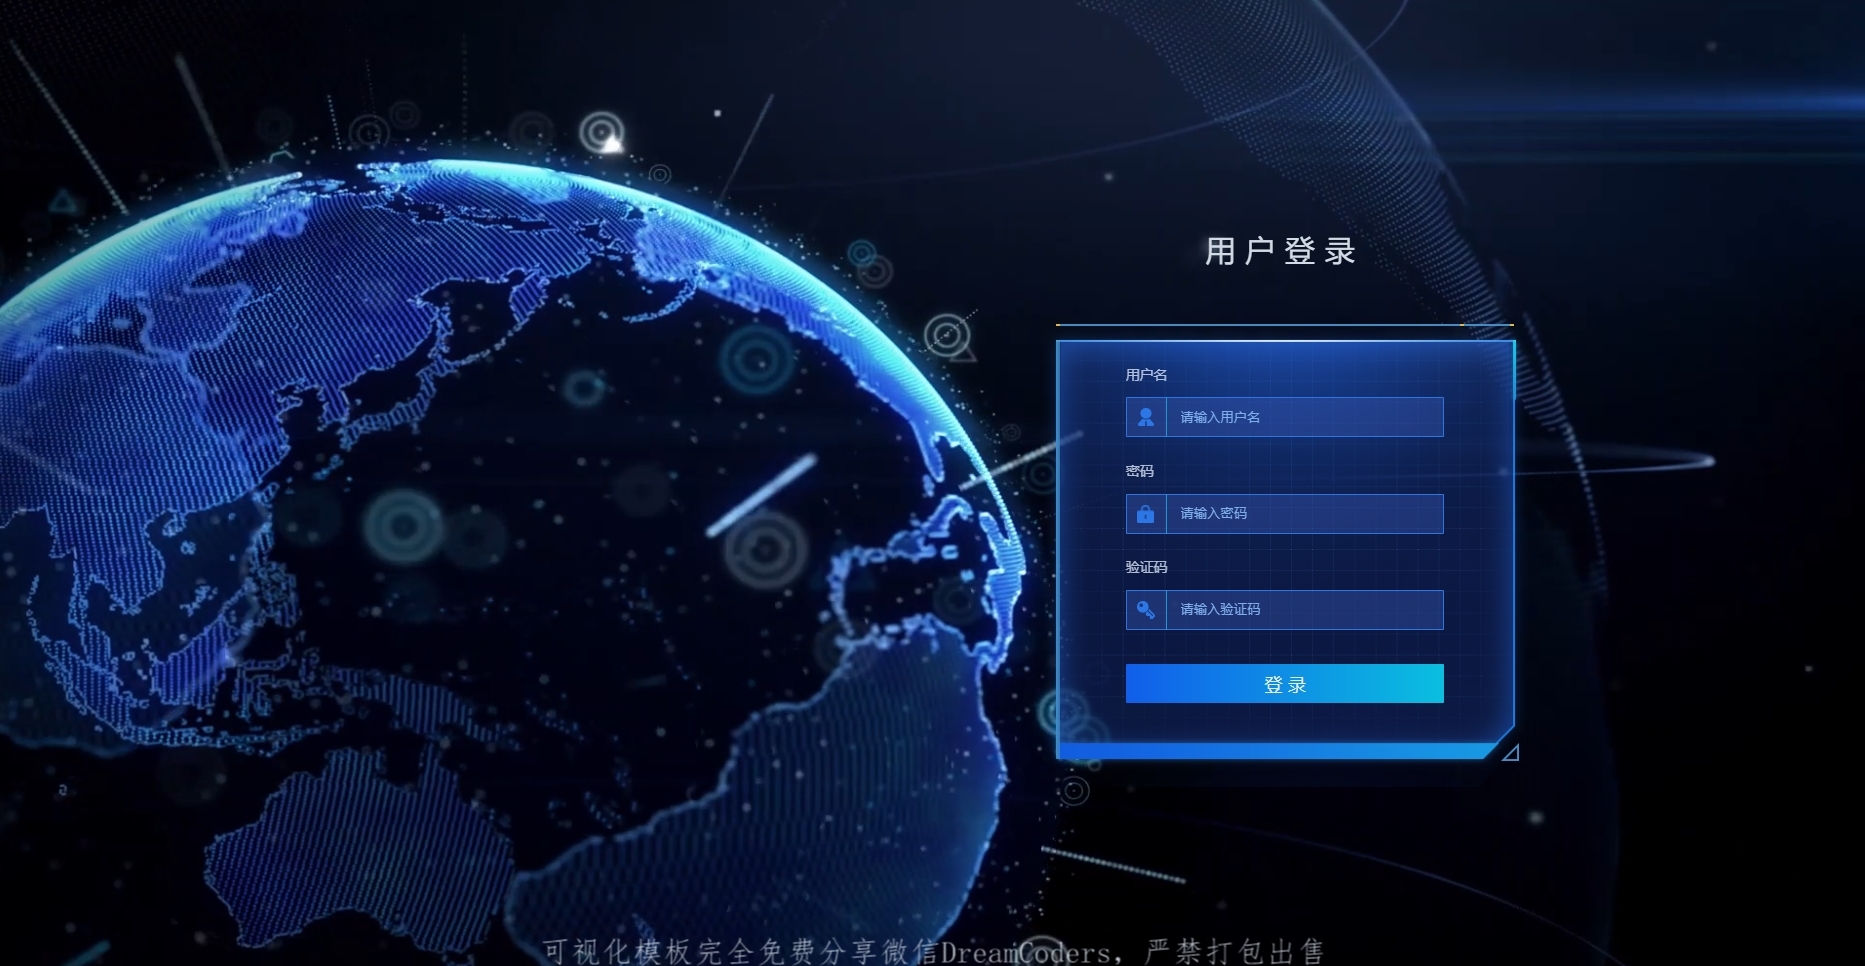 用户登录
用户名
请输入用户名
密码
请输入密码
验证码
请输入验证码
登录
可视化模板完全免费分享微信DreamCoders，严禁打包出售